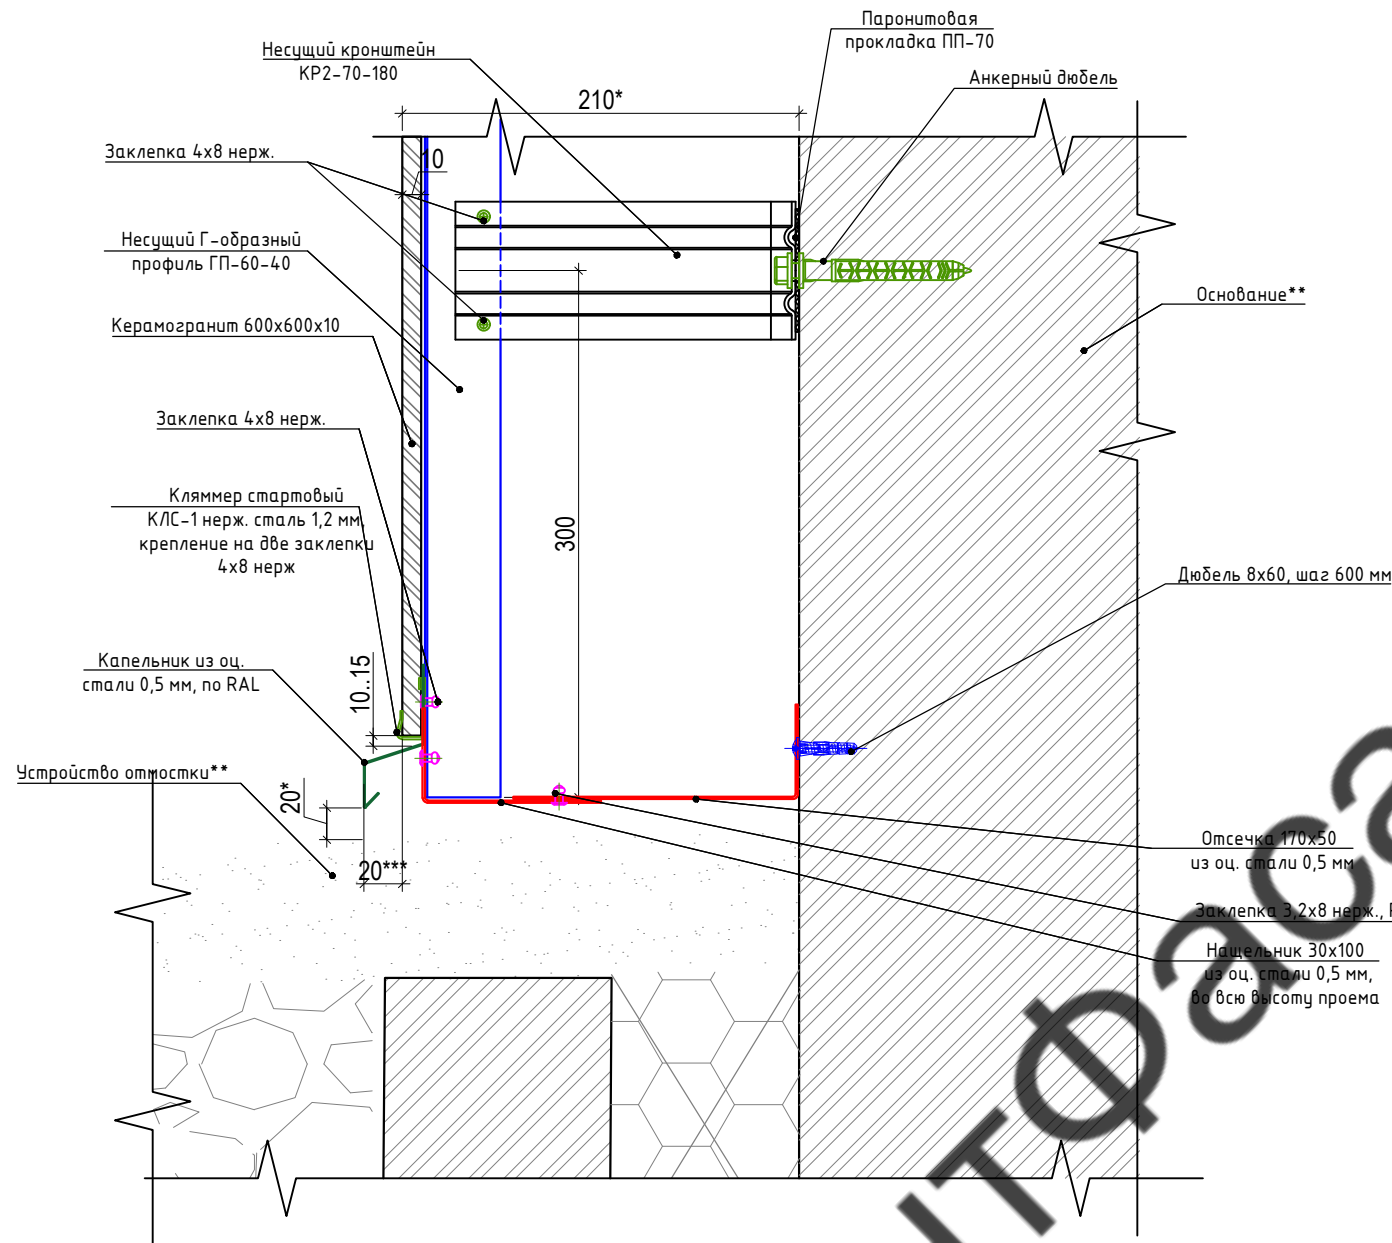 Паронитовая
прокладка ПП-70
Несущий кронштейн
КР2-70-180
Анкерный дюбель
210*
Заклепка 4х8 нерж.
10
Несущий Г-образный
профиль ГП-60-40
Основание**
Керамогранит 600х600х10
Заклепка 4х8 нерж.
Кляммер стартовый
КЛС-1 нерж. сталь 1,2 мм,
крепление на две заклепки
4х8 нерж
300
Дюбель 8х60, шаг 600 мм
Капельник из оц.
стали 0,5 мм, по RAL
10..15
Устройство отмостки**
20*
20***
Отсечка 170х50
из оц. стали 0,5 мм
Заклепка 3,2х8 нерж.,
Нащельник 30х100
из оц. стали 0,5 мм,
во всю высоту проема
тФаса